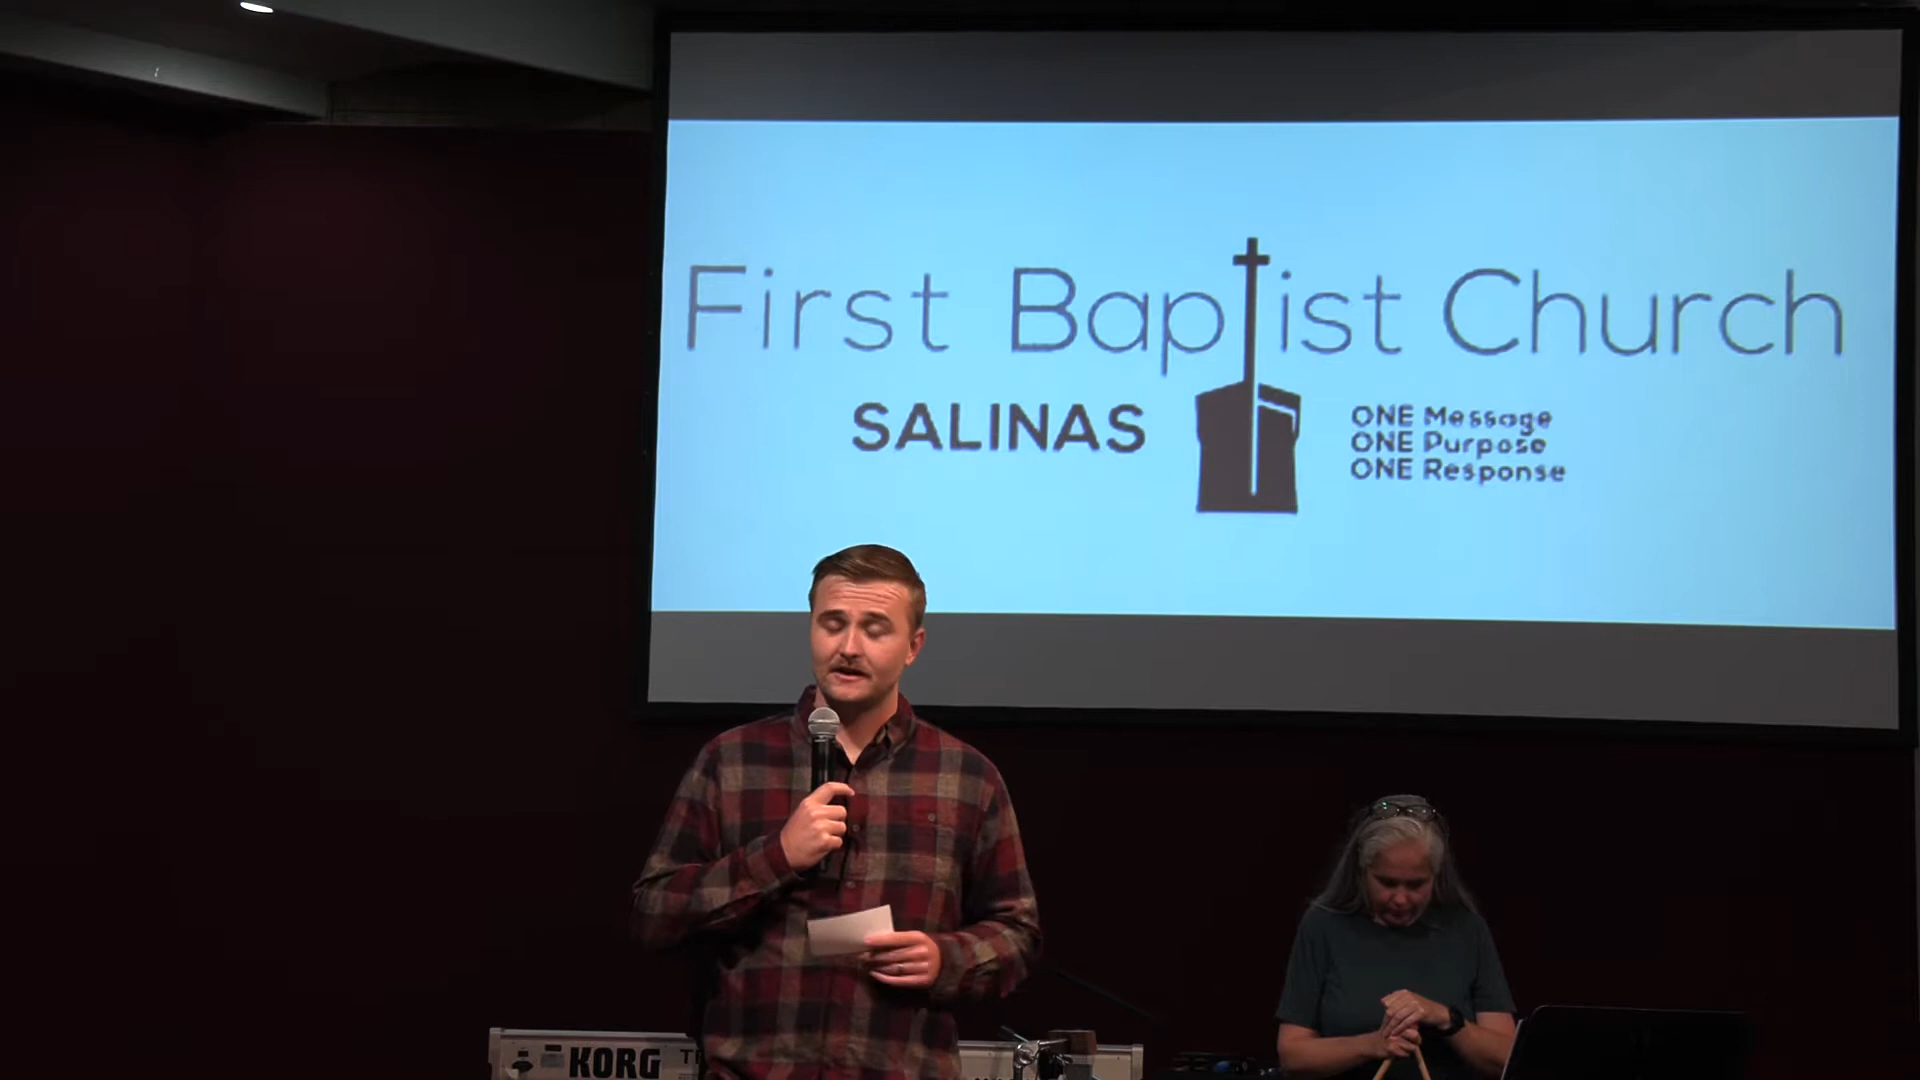 First Baptist Church
SALINAS
ONE Message
ONE Purpose
ONE Response
KORG